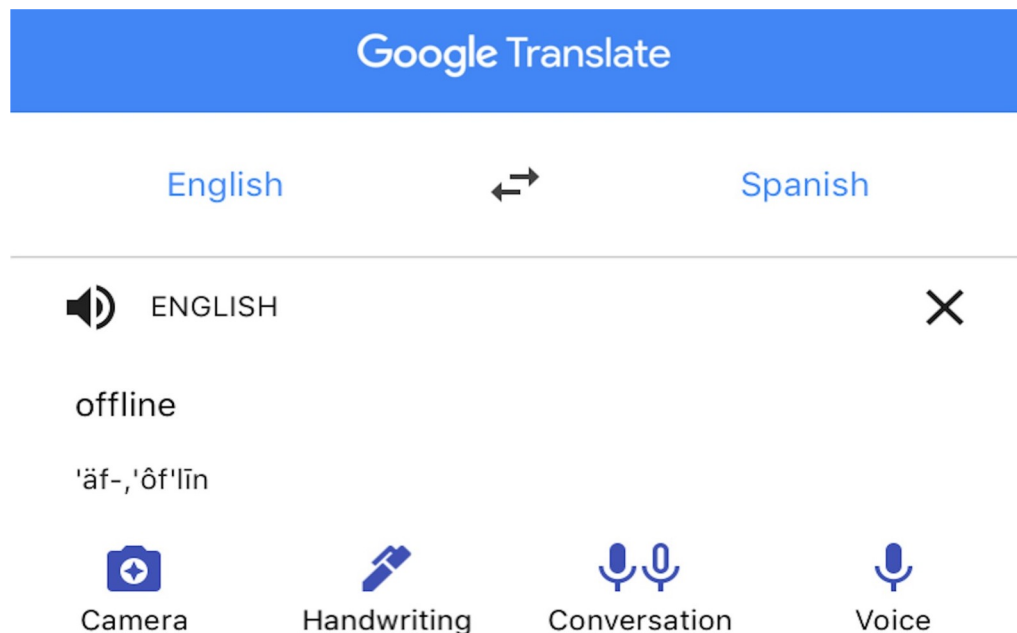 Google Translate
English Spanish
ENGLISH
offline
'äf-,'ôf'līn
Camera Handwriting Conversation Voice